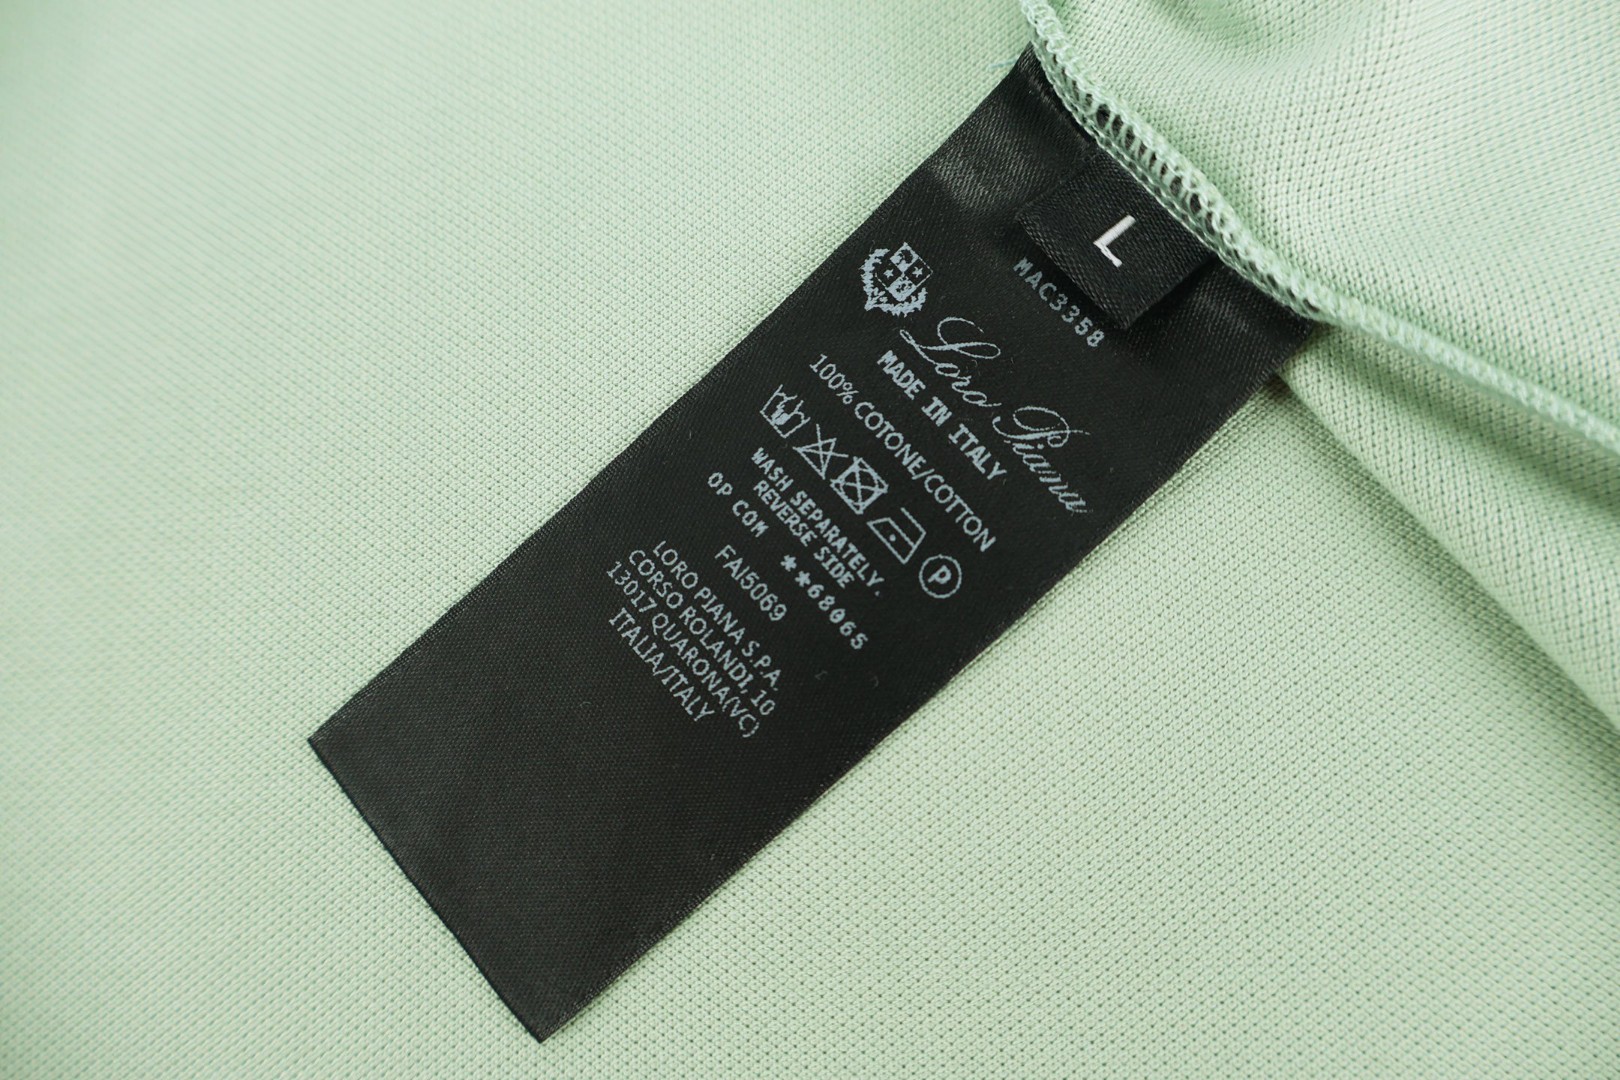 L
MAC3358
Loro Piana
MADE IN ITALY
100% COTONE/COTTON
P
WASH SEPARATELY.
REVERSE SIDE
OP COM **68065
FAI5069
LORO PIANA S.P.A.
CORSO ROLANDI, 10
13017 QUARONA(VC)
ITALIA/ITALY